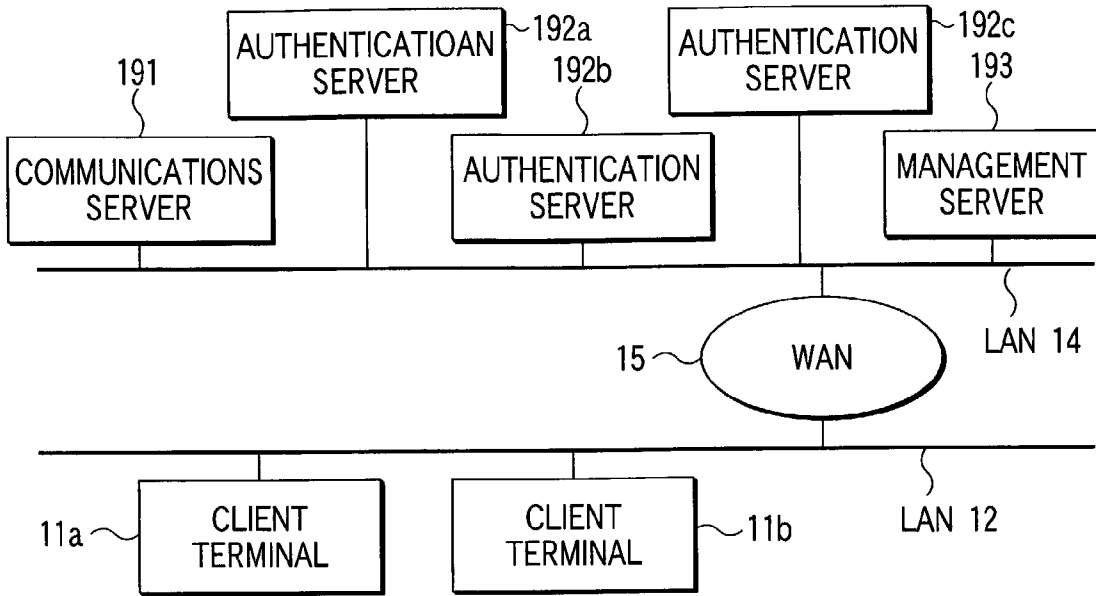 AUTHENTICATIOAN
SERVER
192a
AUTHENTICATION
SERVER
192c
191
192b
193
COMMUNICATIONS
SERVER
AUTHENTICATION
SERVER
MANAGEMENT
SERVER
15
WAN
LAN 14
11a
CLIENT
TERMINAL
CLIENT
TERMINAL
11b
LAN 12